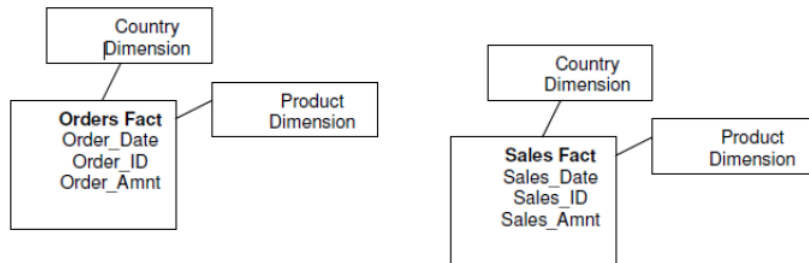 Country
Dimension
Product
Dimension
Orders Fact
Order_Date
Order_ID
Order_Amnt
Country
Dimension
Product
Dimension
Sales Fact
Sales_Date
Sales_ID
Sales_Amnt